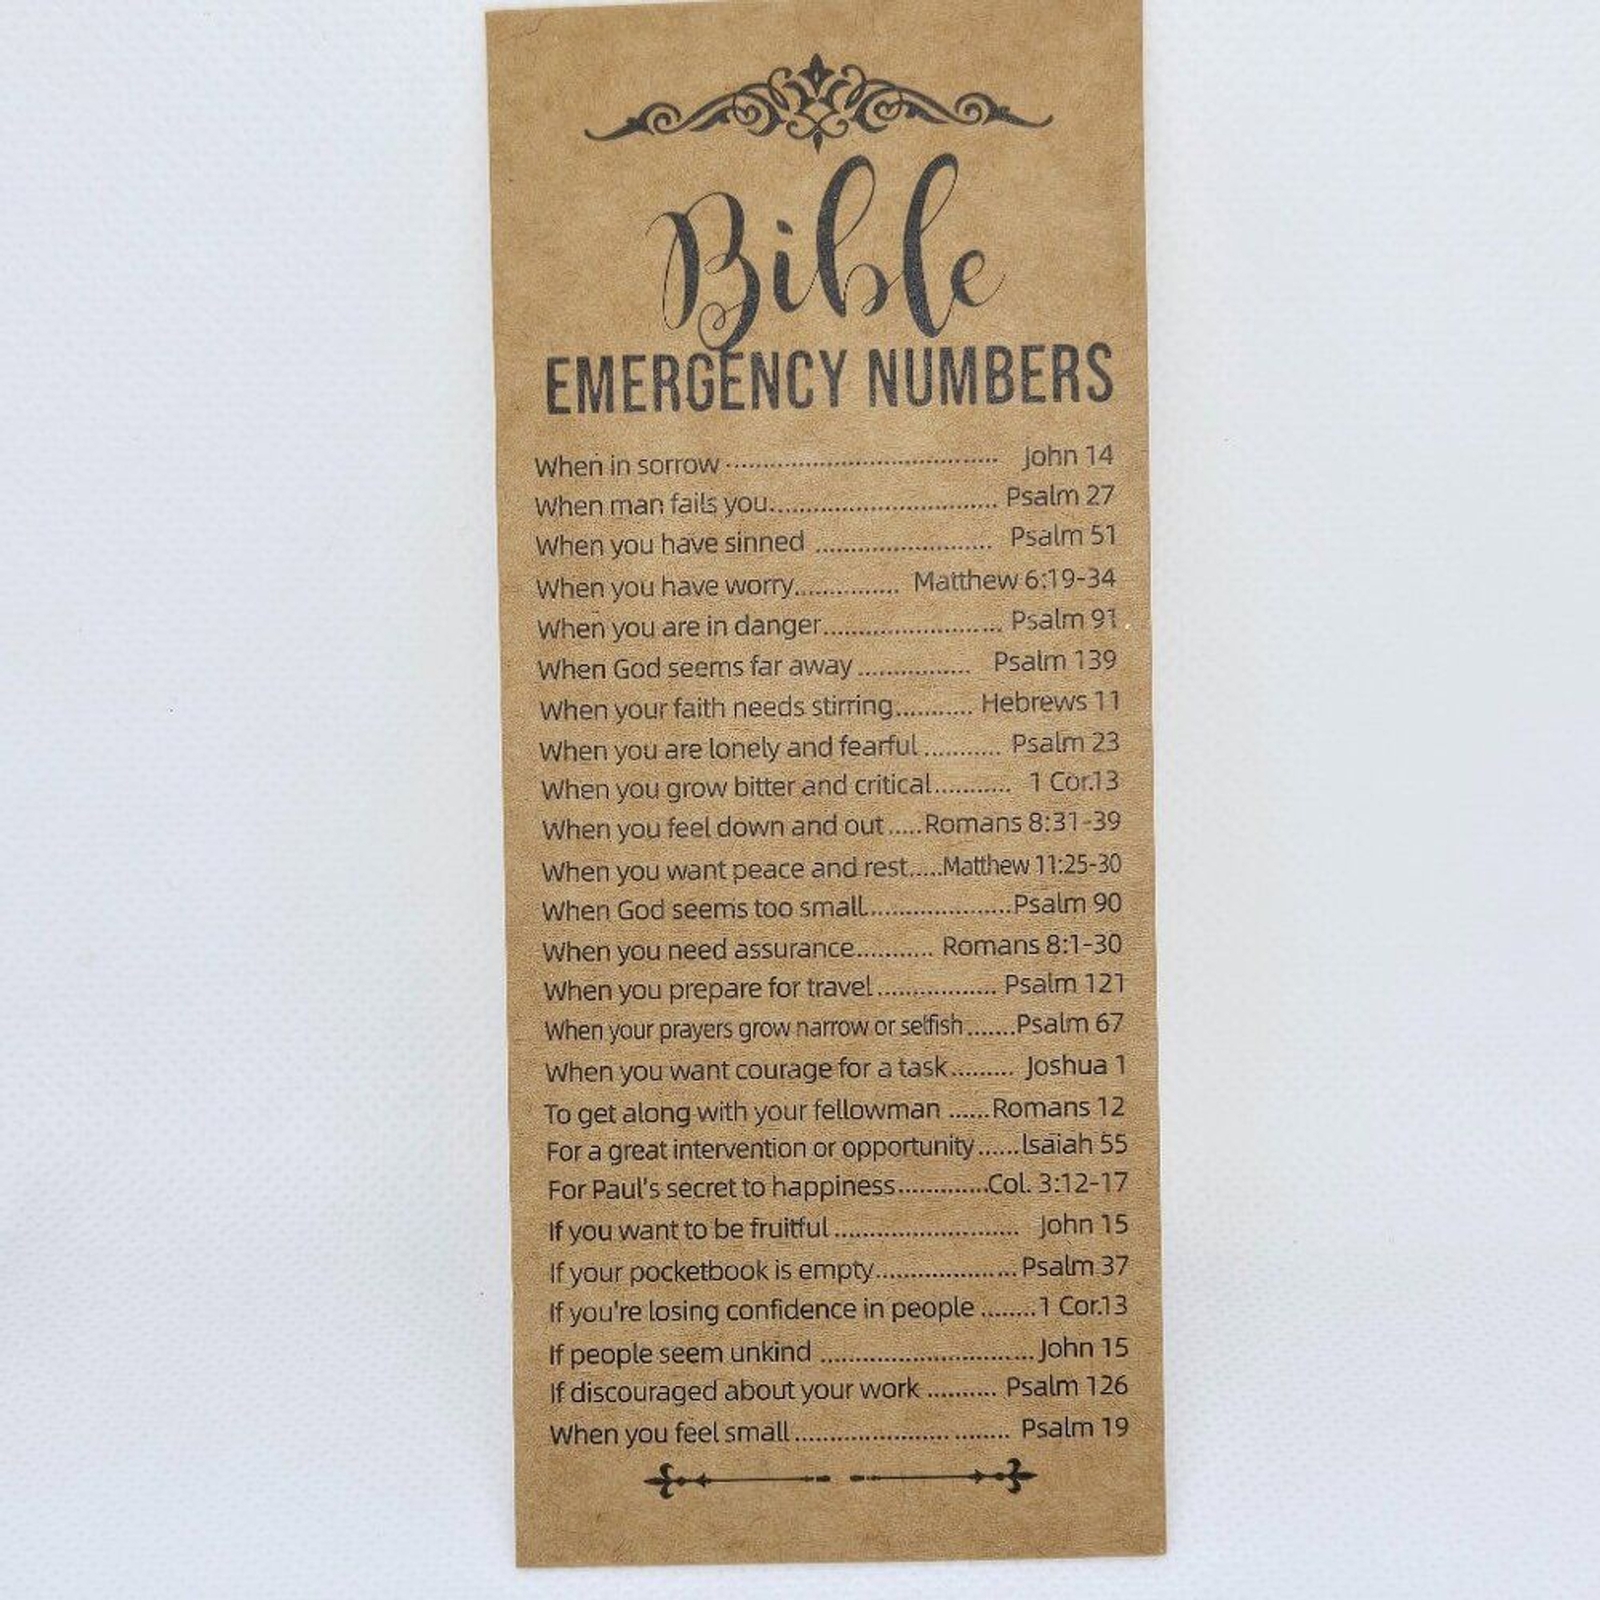 Bible
EMERGENCY NUMBERS
When in sorrow ........................................ John 14
When man fails you.................................. Psalm 27
When you have sinned .......................... Psalm 51
When you have worry............... Matthew 6:19-34
When you are in danger.......................... Psalm 91
When God seems far away ................ Psalm 139
When your faith needs stirring........... Hebrews 11
When you are lonely and fearful ........... Psalm 23
When you grow bitter and critical........... 1 Cor.13
When you feel down and out.....Romans 8:31-39
When you want peace and rest.....Matthew 11:25-30
When God seems too small.....................Psalm 90
When you need assurance........... Romans 8:1-30
When you prepare for travel ................. Psalm 121
When your prayers grow narrow or selfish.......Psalm 67
When you want courage for a task......... Joshua 1
To get along with your fellowman ......Romans 12
For a great intervention or opportunity......Isaiah 55
For Paul's secret to happiness.............Col. 3:12-17
If you want to be fruitful ........................... John 15
If your pocketbook is empty.....................Psalm 37
If you're losing confidence in people ........1 Cor.13
If people seem unkind ...............................John 15
If discouraged about your work .......... Psalm 126
When you feel small....................... ........ Psalm 19